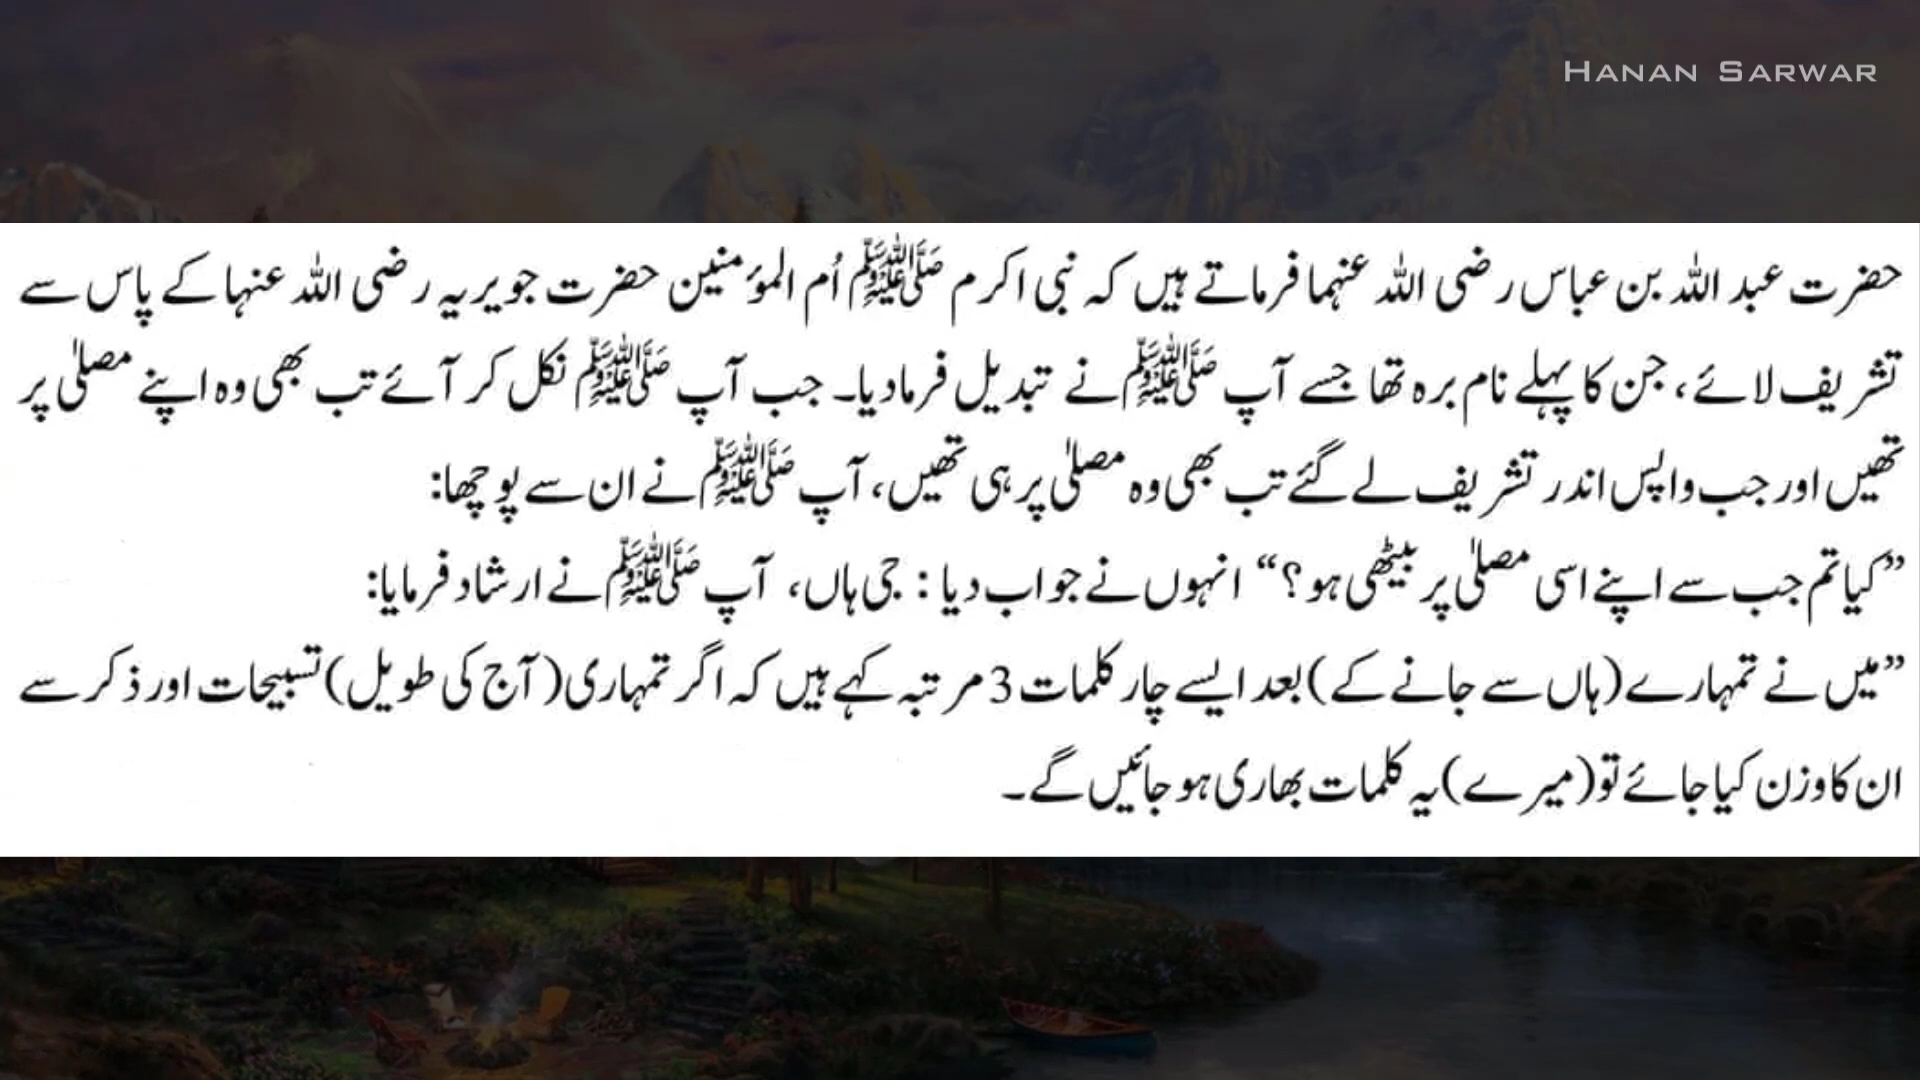 HANAN SARWAR
حضرت عبد اللہ بن عباس رضی اللہ عنہما فرماتے ہیں کہ نبی اکرم ﷺ اُم المؤمنین حضرت جویریہ رضی اللہ عنہا کے پاس سے
تشریف لائے، جن کا پہلے نام برہ تھا جسے آپ ﷺ نے تبدیل فرمادیا۔ جب آپ ﷺ نکل کر آئے تب بھی وہ اپنے مصلیٰ پر
تھیں اور جب واپس اندر تشریف لے گئے تب بھی وہ مصلیٰ پر ہی تھیں، آپ ﷺ نے ان سے پوچھا:
”کیا تم جب سے اپنے اسی مصلیٰ پر بیٹھی ہو؟“ انہوں نے جواب دیا: جی ہاں، آپ ﷺ نے ارشاد فرمایا:
”میں نے تمہارے (ہاں سے جانے کے) بعد ایسے چار کلمات 3 مرتبہ کہے ہیں کہ اگر تمہاری (آج کی طویل) تسبیحات اور ذکر سے
ان کا وزن کیا جائے تو (میرے) یہ کلمات بھاری ہو جائیں گے۔